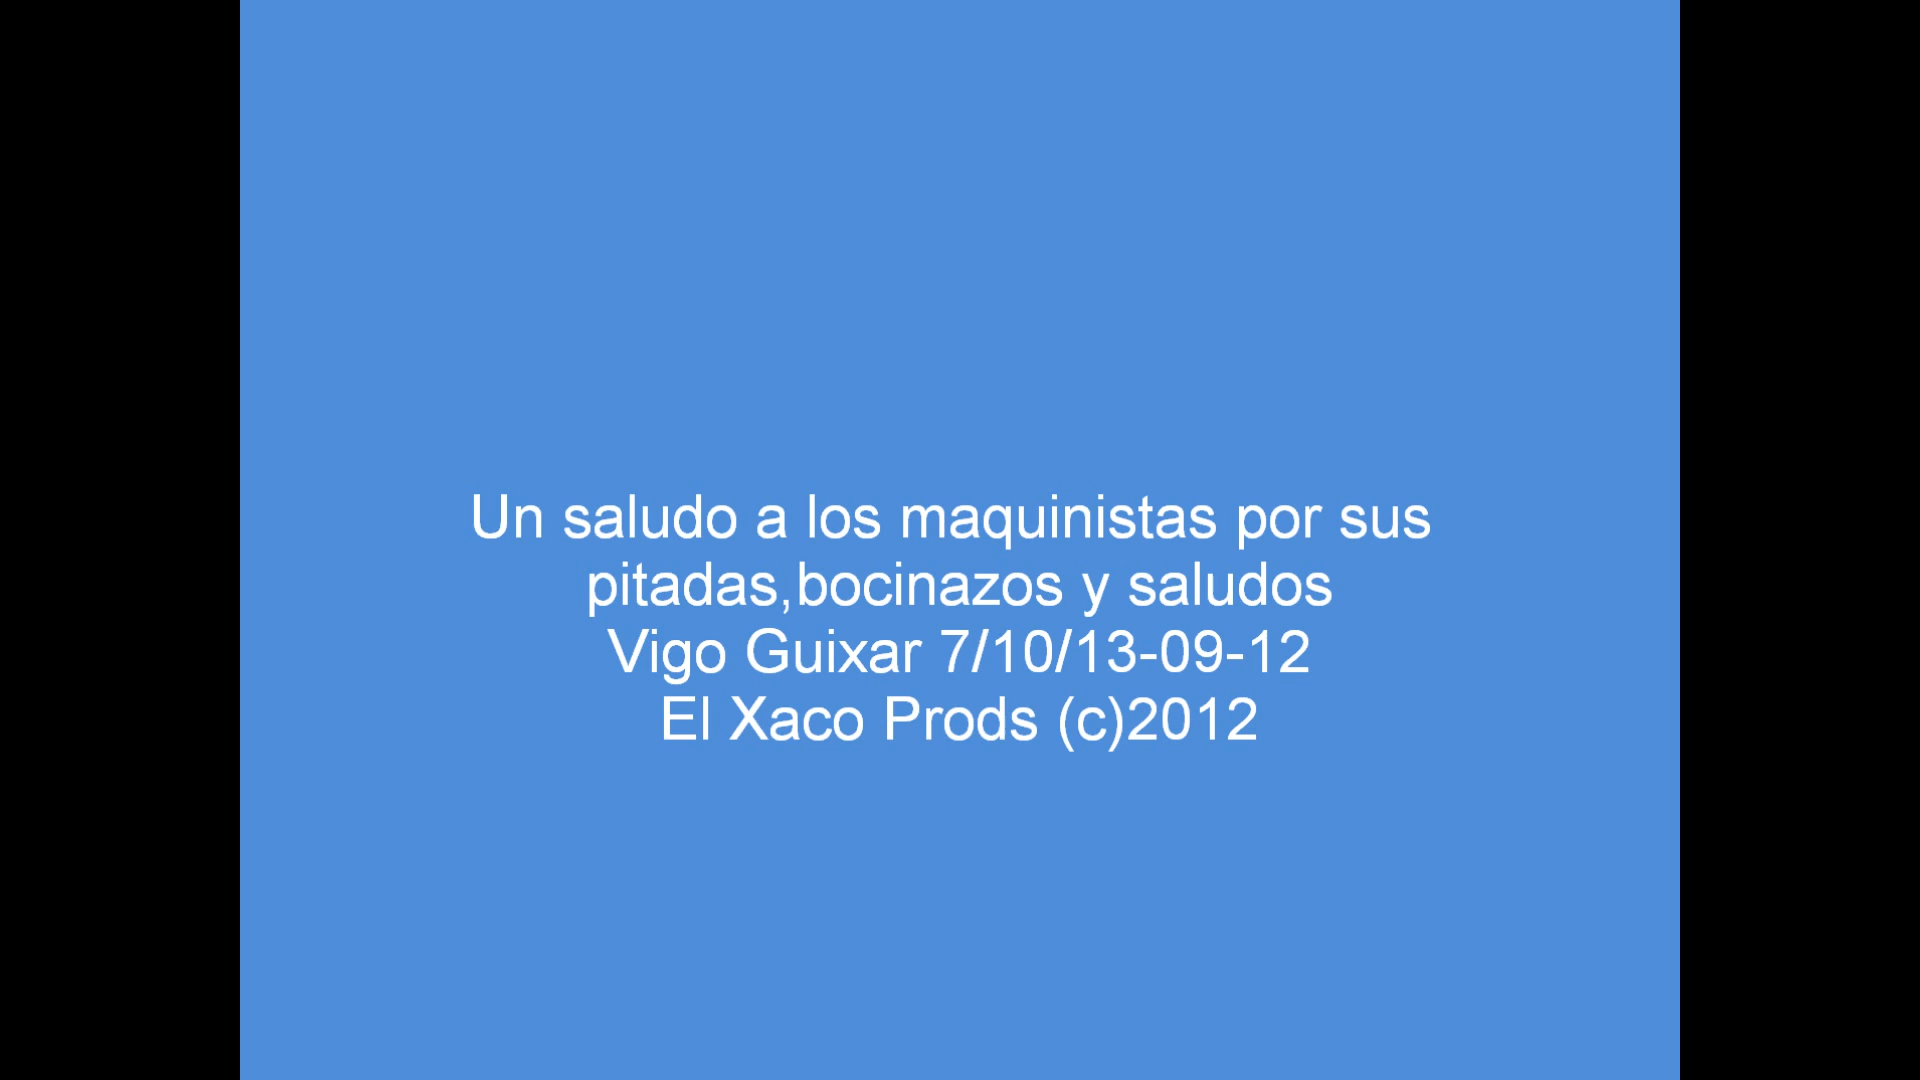 Un saludo a los maquinistas por sus
pitadas,bocinazos y saludos
Vigo Guixar 7/10/13-09-12
El Xaco Prods (c)2012